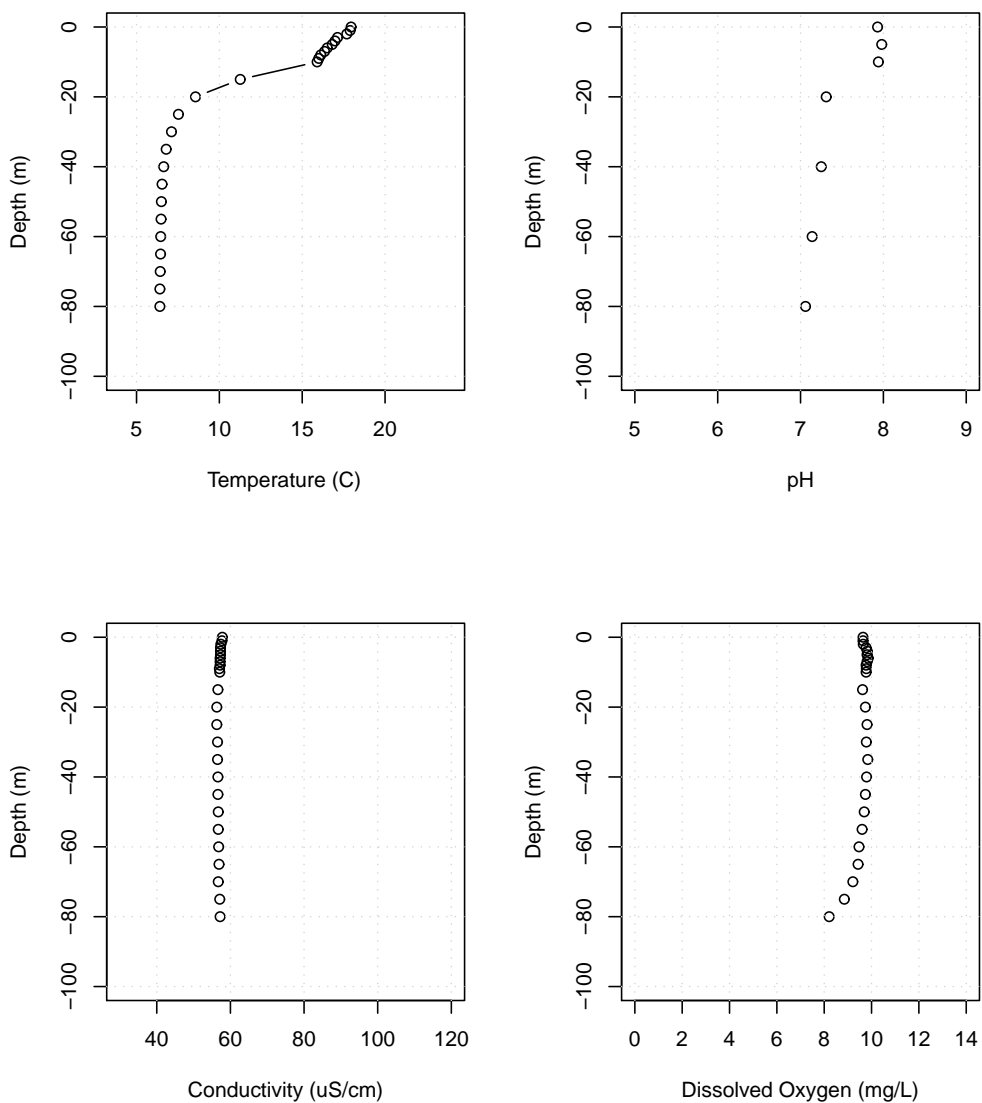 0
−20
−40
−60
−80
−100
Depth (m)
5 10 15 20
Temperature (C)
0
−20
−40
−60
−80
−100
Depth (m)
5 6 7 8 9
pH
0
−20
−40
−60
−80
−100
Depth (m)
40 60 80 100 120
Conductivity (uS/cm)
0
−20
−40
−60
−80
−100
Depth (m)
0 2 4 6 8 10 12 14
Dissolved Oxygen (mg/L)